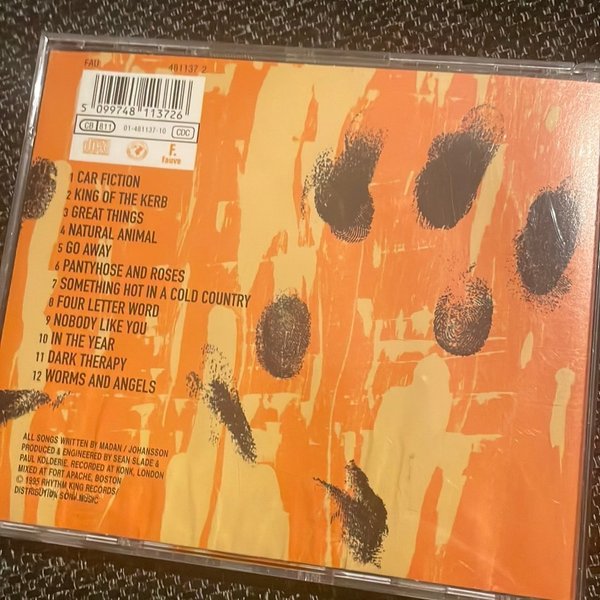 FAU 481137 2
5 099748 113726
CB 811 01-481137-10 CDC
F.
fauve
1 CAR FICTION
2 KING OF THE KERB
3 GREAT THINGS
4 NATURAL ANIMAL
5 GO AWAY
6 PANTYHOSE AND ROSES
7 SOMETHING HOT IN A COLD COUNTRY
8 FOUR LETTER WORD
9 NOBODY LIKE YOU
10 IN THE YEAR
11 DARK THERAPY
12 WORMS AND ANGELS
ALL SONGS WRITTEN BY MADAN / JOHANSSON
PRODUCED & ENGINEERED BY SEAN SLADE &
PAUL KOLDERIE. RECORDED AT KONK, LONDON
MIXED AT FORT APACHE, BOSTON
© 1995 RHYTHM KING RECORDS/
DISTRIBUTION SONY MUSIC